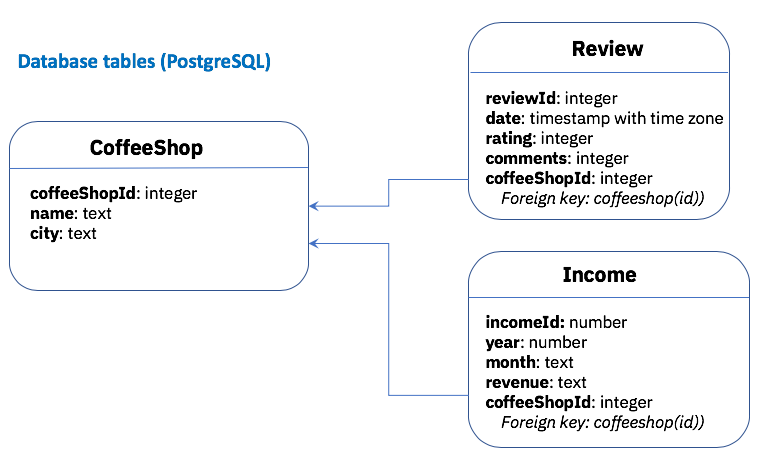 Database tables (PostgreSQL)
CoffeeShop
coffeeShopId: integer
name: text
city: text
Review
reviewId: integer
date: timestamp with time zone
rating: integer
comments: integer
coffeeShopId: integer
Foreign key: coffeeshop(id))
Income
incomeId: number
year: number
month: text
revenue: text
coffeeShopId: integer
Foreign key: coffeeshop(id))